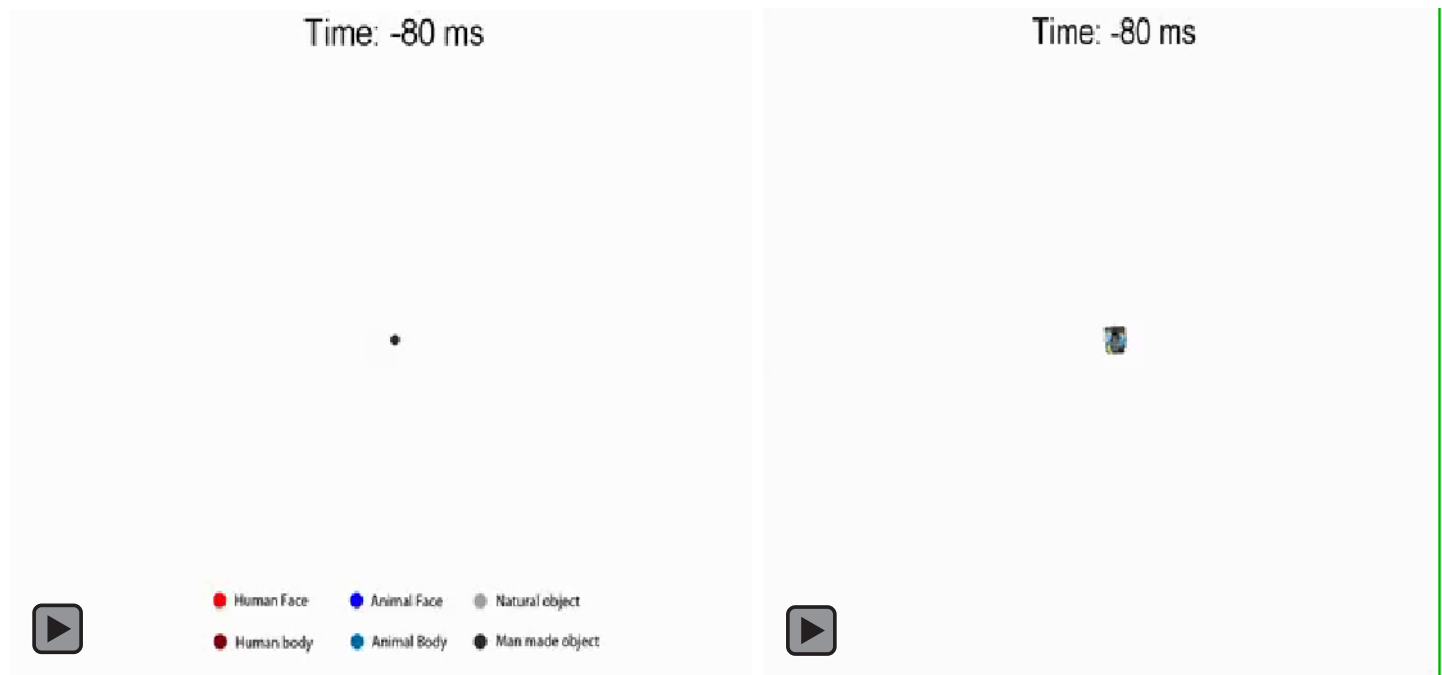 Time: -80 ms
Time: -80 ms
Human Face
Animal Face
Natural object
Human body
Animal Body
Man made object